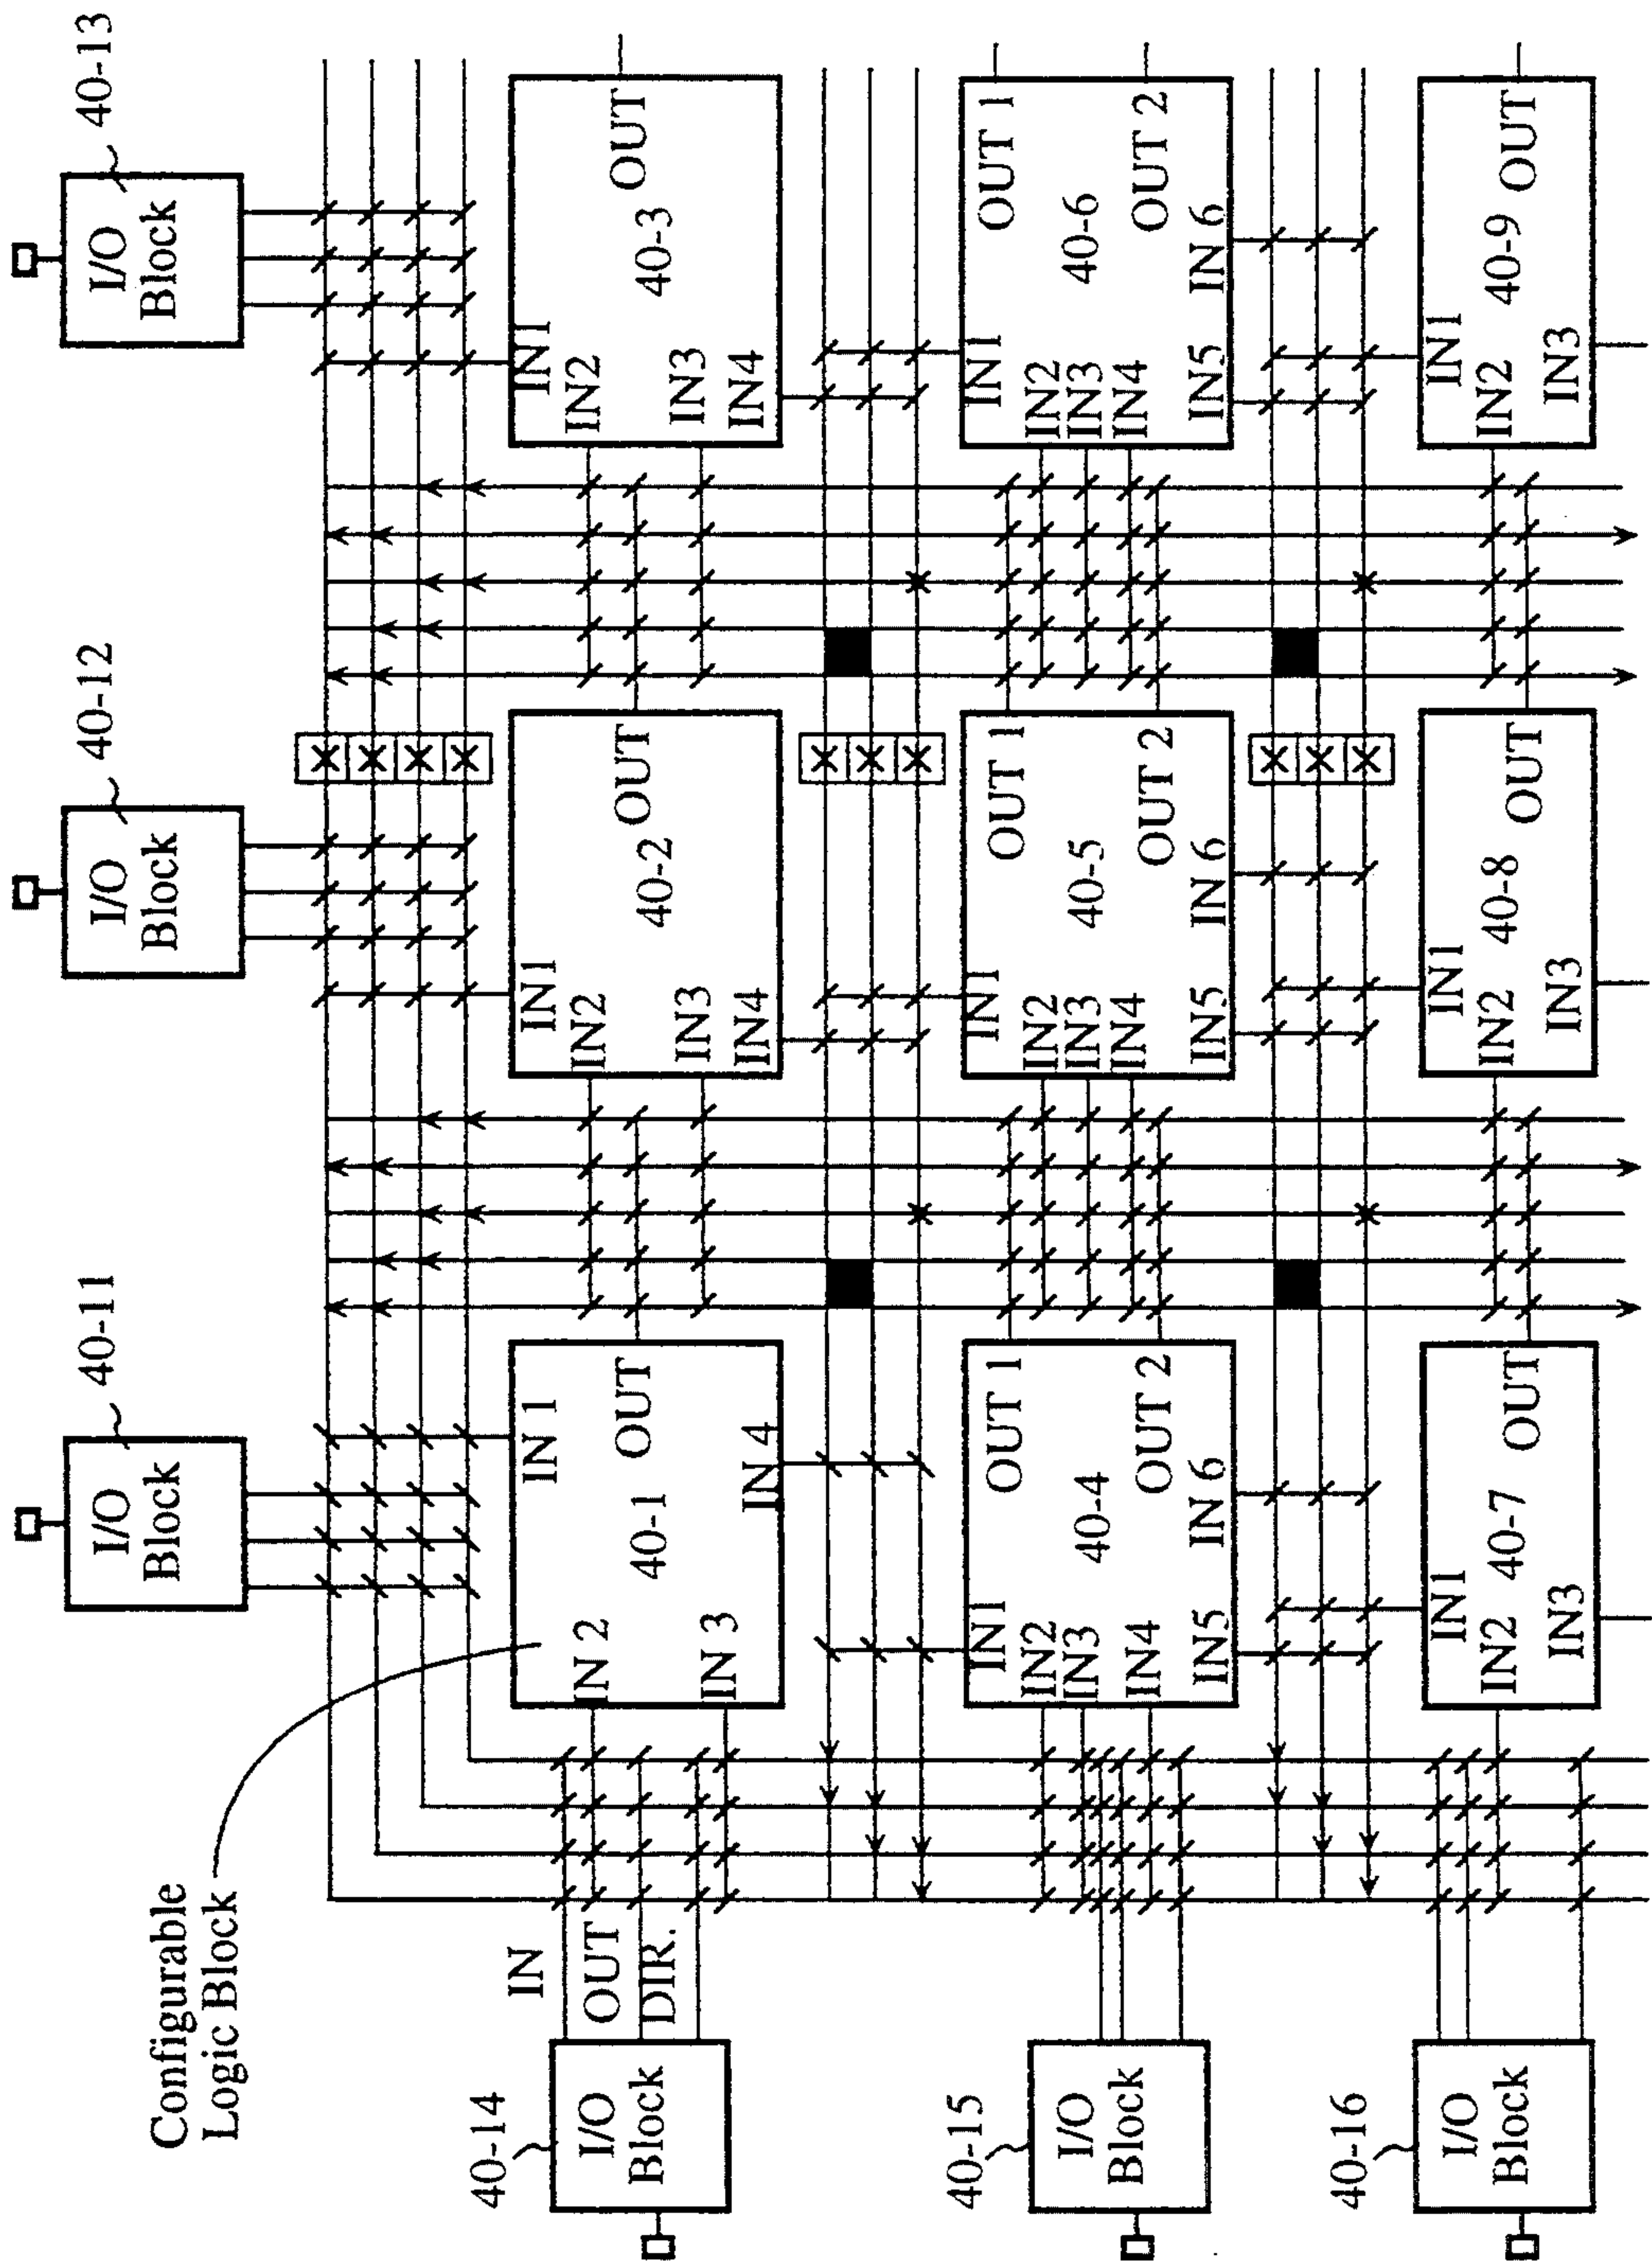 40-11
40-12
40-13
I/O
Block
I/O
Block
I/O
Block
Configurable
Logic Block
40-14
I/O
Block
IN
OUT
DIR.
IN 1
IN 2
OUT
40-1
IN 3
IN 4
IN1
IN2
OUT
40-2
IN3
IN4
IN1
IN2
OUT
40-3
IN3
IN4
40-15
I/O
Block
IN1
OUT 1
IN2
IN3
40-4
IN4
OUT 2
IN5
IN 6
IN1
OUT 1
IN2
IN3
40-5
IN4
OUT 2
IN5
IN 6
IN1
OUT 1
IN2
IN3
40-6
IN4
OUT 2
IN5
IN 6
40-16
I/O
Block
IN1
IN2
40-7
OUT
IN3
IN1
IN2
40-8
OUT
IN3
IN1
IN2
40-9
OUT
IN3